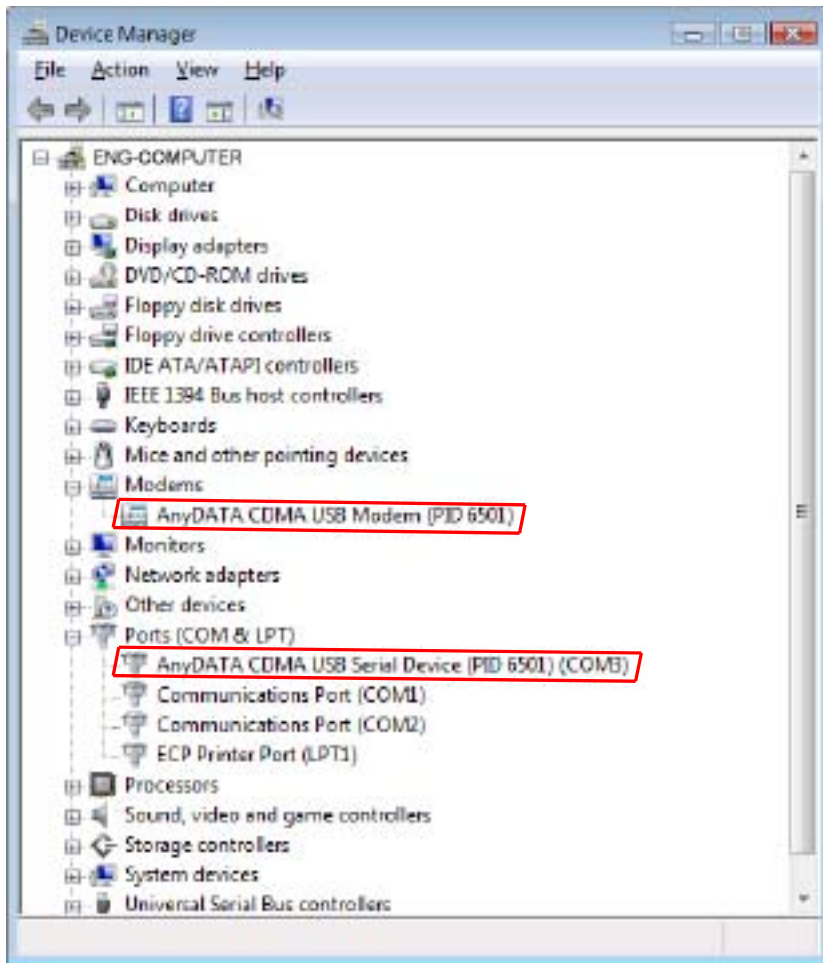 Device Manager
File Action View Help
ENG-COMPUTER
Computer
Disk drives
Display adapters
DVD/CD-ROM drives
Floppy disk drives
Floppy drive controllers
IDE ATA/ATAPI controllers
IEEE 1394 Bus host controllers
Keyboards
Mice and other pointing devices
Modems
AnyDATA CDMA USB Modem (PID 6501)
Monitors
Network adapters
Other devices
Ports (COM & LPT)
AnyDATA CDMA USB Serial Device (PID 6501) (COM3)
Communications Port (COM1)
Communications Port (COM2)
ECP Printer Port (LPT1)
Processors
Sound, video and game controllers
Storage controllers
System devices
Universal Serial Bus controllers